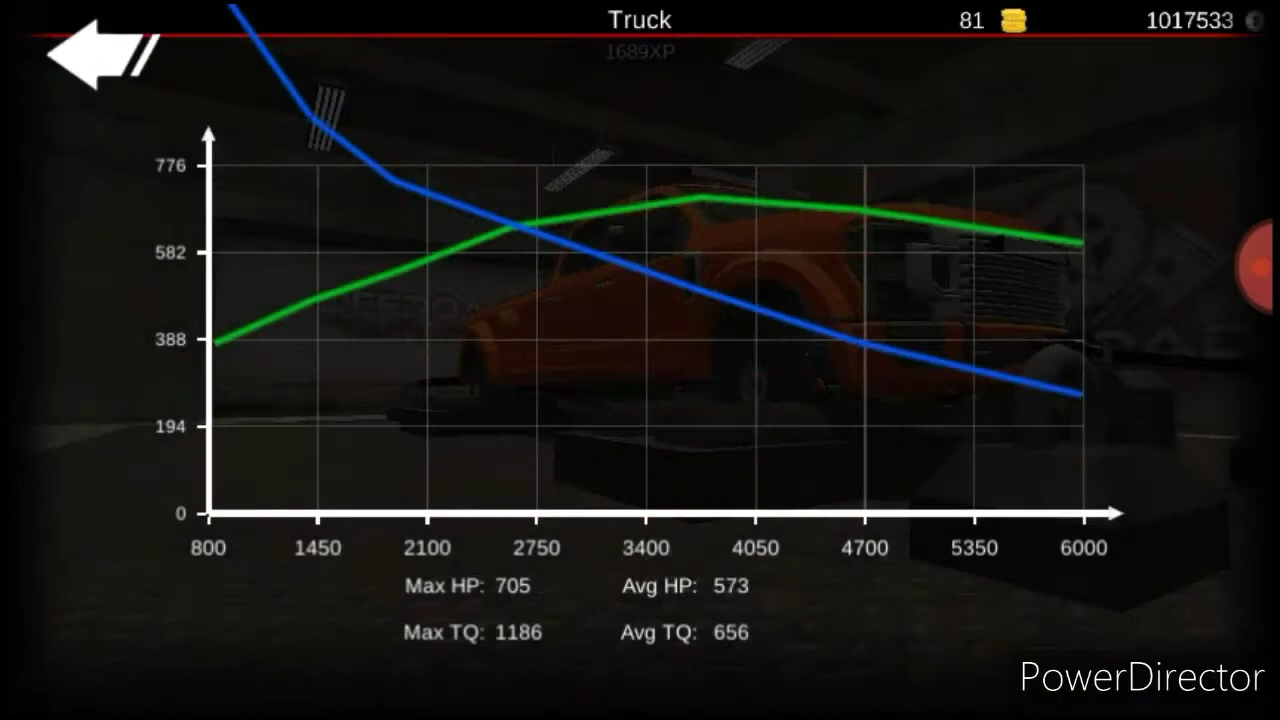 Truck 81 1017533
1689XP
776
582
388
194
0
800 1450 2100 2750 3400 4050 4700 5350 6000
Max HP: 705 Avg HP: 573
Max TQ: 1186 Avg TQ: 656
PowerDirector